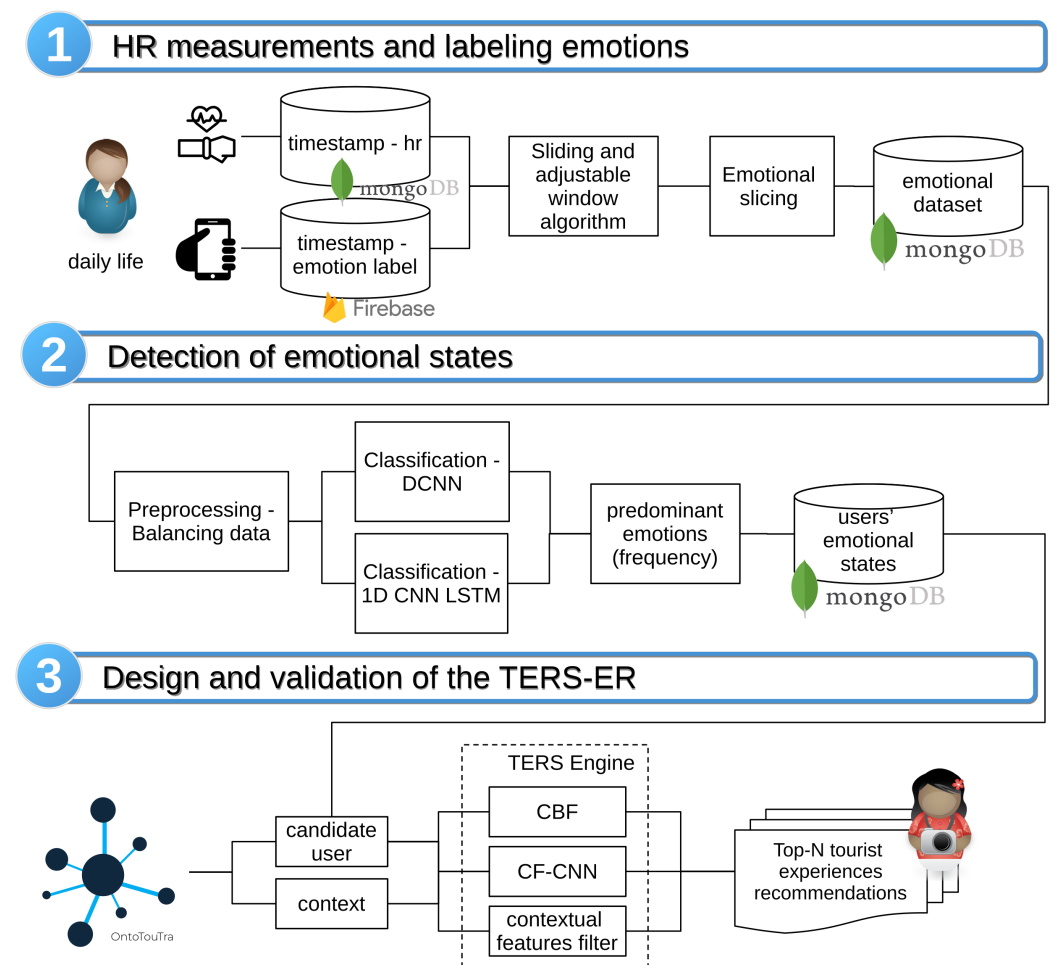 1
HR measurements and labeling emotions
timestamp - hr
mongoDB
daily life
timestamp -
emotion label
Firebase
Sliding and
adjustable
window
algorithm
Emotional
slicing
emotional
dataset
mongoDB
2
Detection of emotional states
Preprocessing -
Balancing data
Classification -
DCNN
Classification -
1D CNN LSTM
predominant
emotions
(frequency)
users’
emotional
states
mongoDB
3
Design and validation of the TERS-ER
OntoTouTra
candidate
user
context
TERS Engine
CBF
CF-CNN
contextual
features filter
Top-N tourist
experiences
recommendations